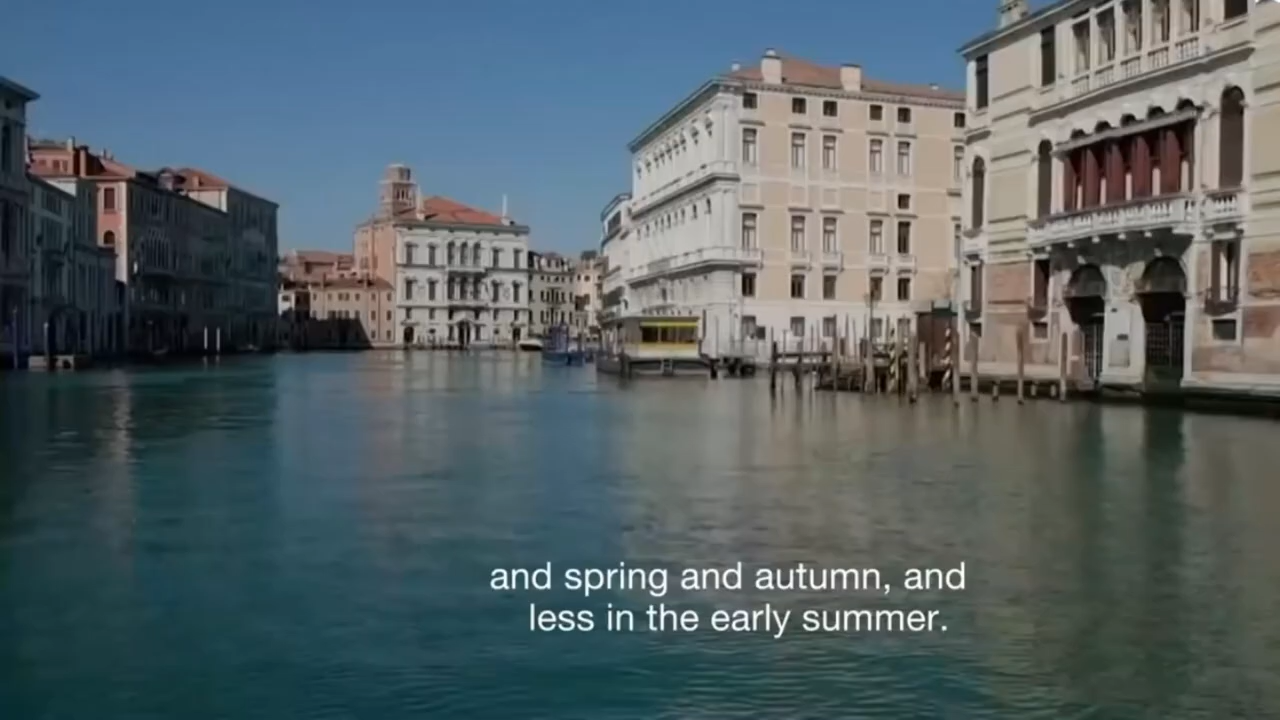 and spring and autumn, and
less in the early summer.